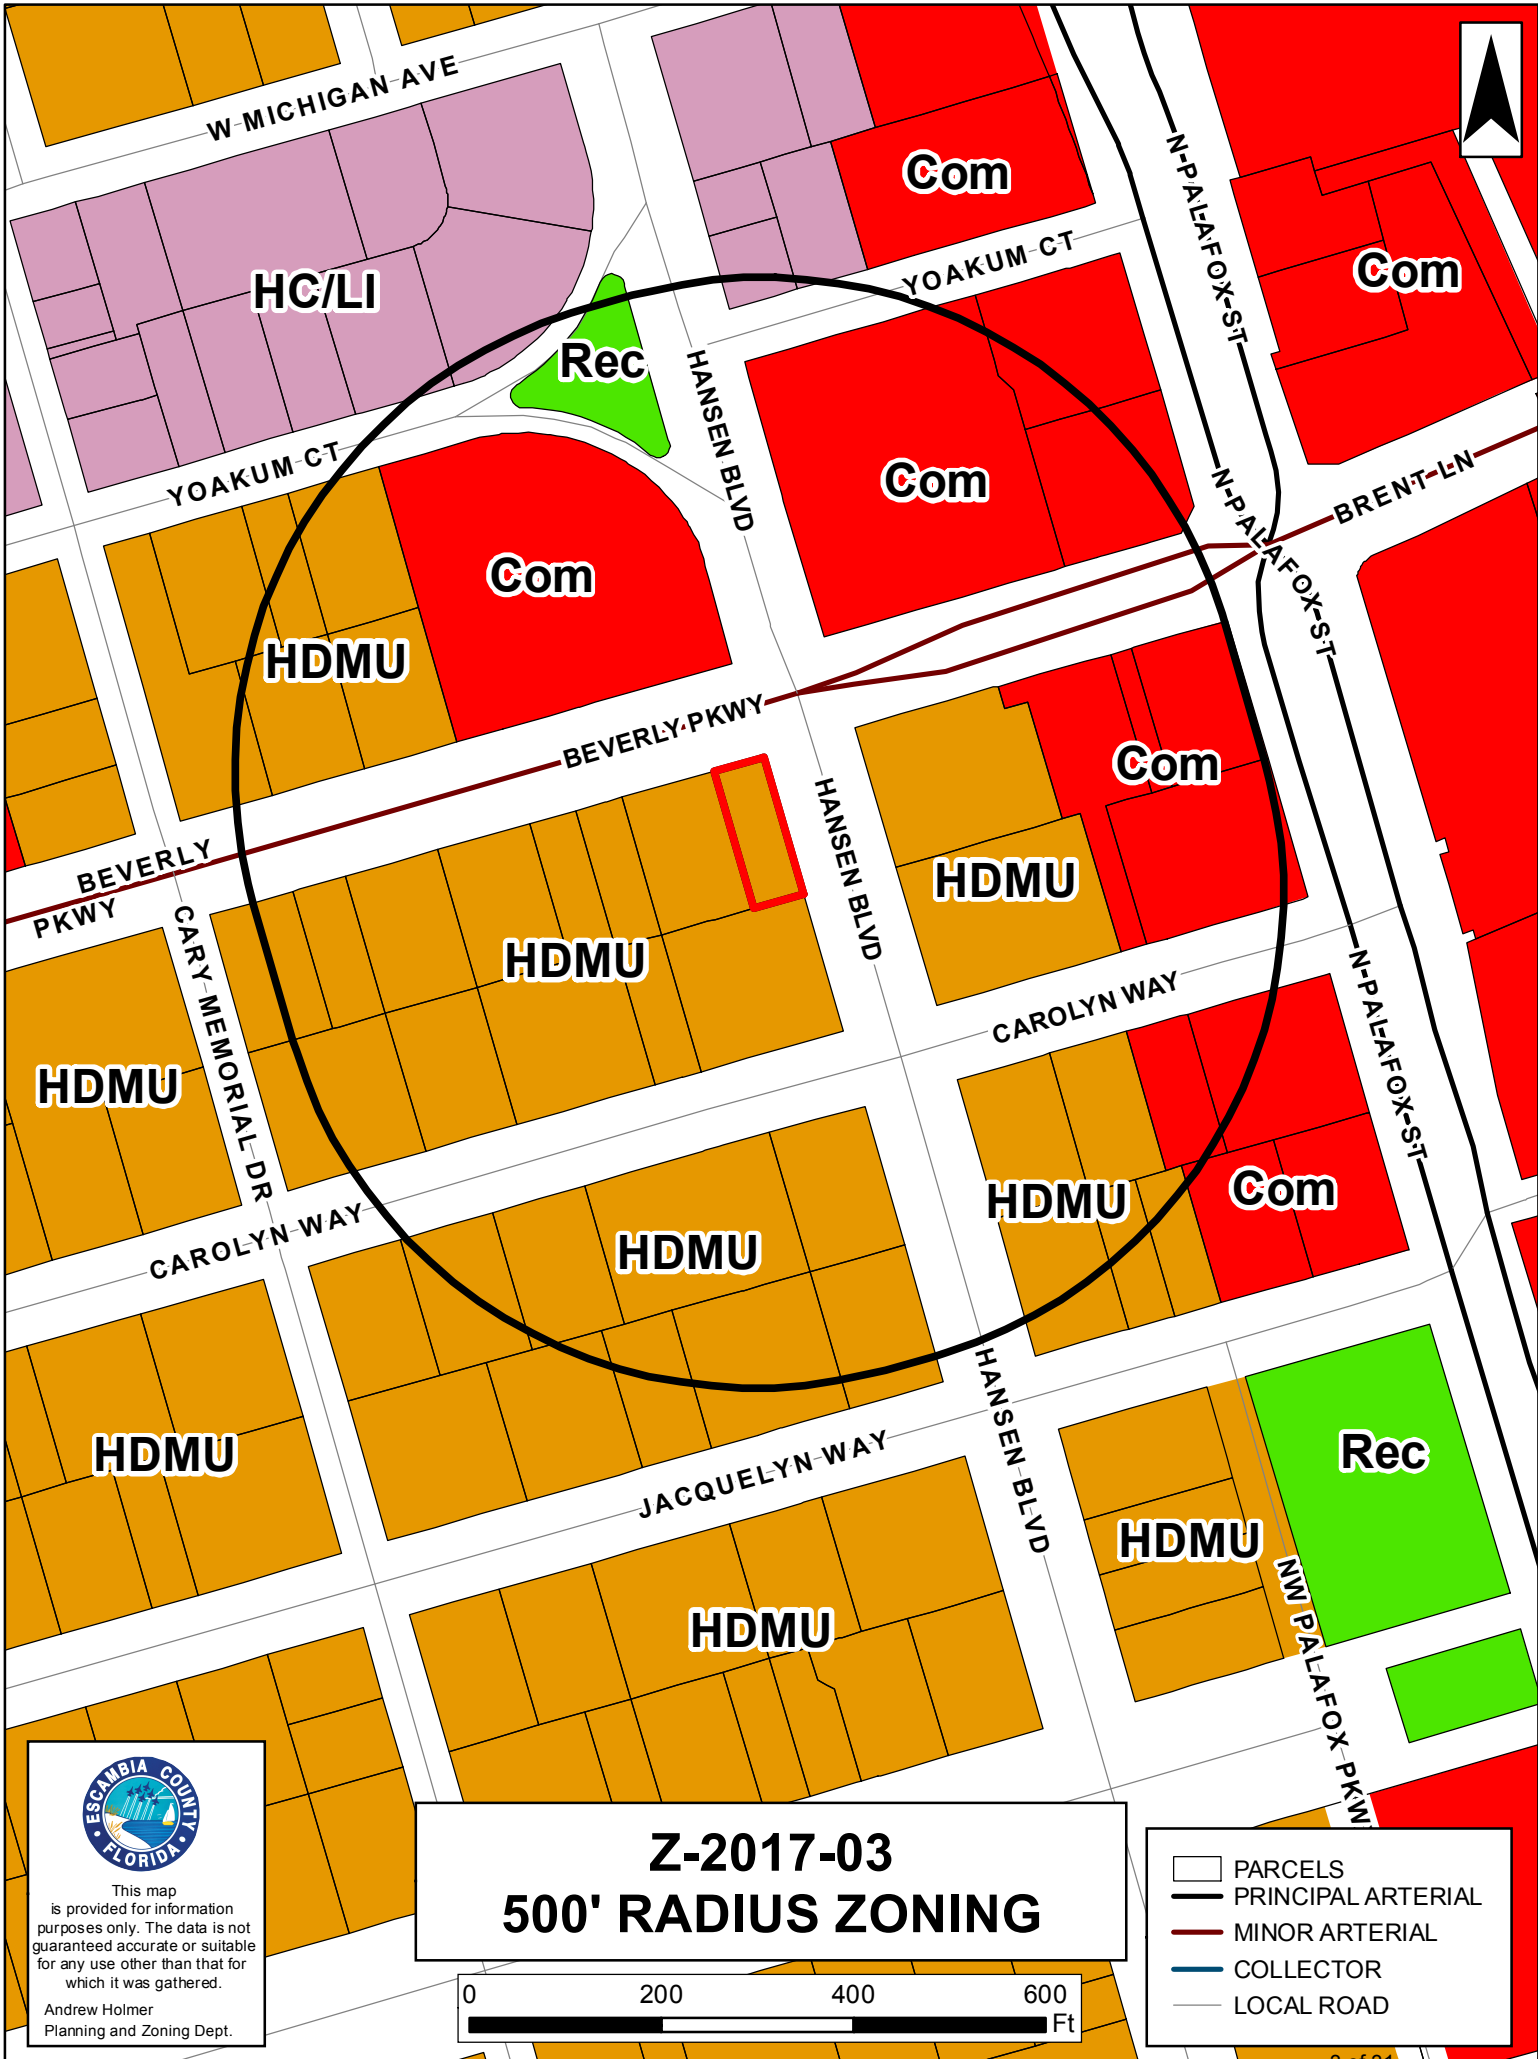 W MICHIGAN AVE
N PALAFOX ST
Com
YOAKUM CT
Com
HC/LI
Rec
HANSEN BLVD
YOAKUM CT
Com
BRENT LN
N PALAFOX ST
Com
HDMU
BEVERLY PKWY
Com
HANSEN BLVD
BEVERLY
PKWY
HDMU
CARY MEMORIAL DR
HDMU
N PALAFOX ST
CAROLYN WAY
HDMU
HDMU
Com
CAROLYN WAY
HDMU
HANSEN BLVD
HDMU
Rec
JACQUELYN WAY
HDMU
NW PALAFOX PKWY
HDMU
ESCAMBIA COUNTY
FLORIDA
This map
is provided for information
purposes only. The data is not
guaranteed accurate or suitable
for any use other than that for
which it was gathered.
Andrew Holmer
Planning and Zoning Dept.
Z-2017-03
500' RADIUS ZONING
0 200 400 600
Ft
PARCELS
PRINCIPAL ARTERIAL
MINOR ARTERIAL
COLLECTOR
LOCAL ROAD